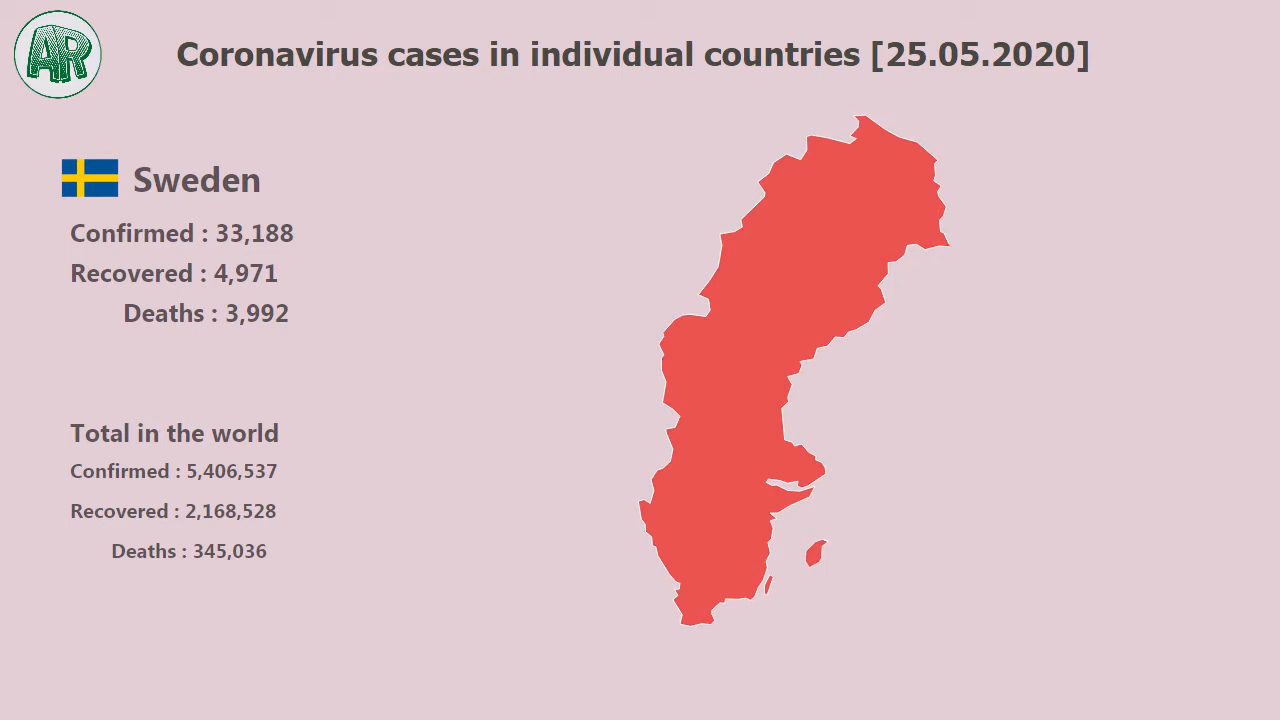 AR
Coronavirus cases in individual countries [25.05.2020]
Sweden
Confirmed : 33,188
Recovered : 4,971
Deaths : 3,992
Total in the world
Confirmed : 5,406,537
Recovered : 2,168,528
Deaths : 345,036